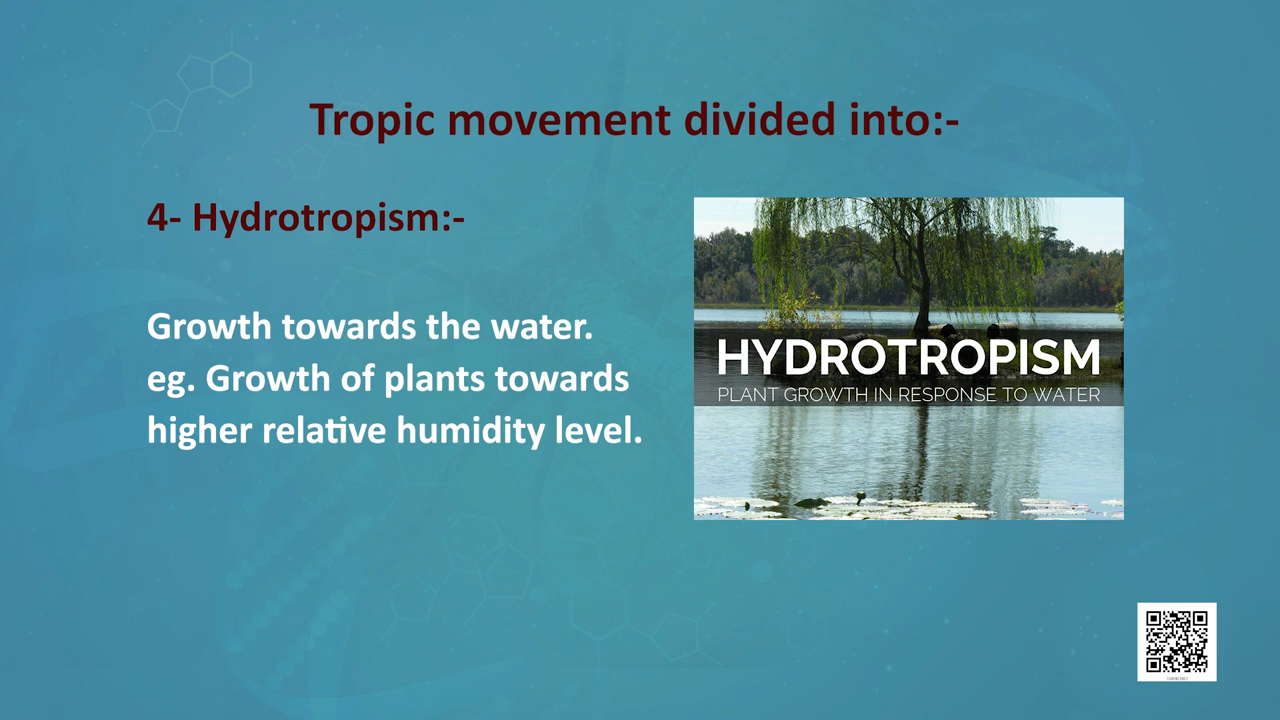 Tropic movement divided into:-
4- Hydrotropism:-
Growth towards the water.
eg. Growth of plants towards
higher relative humidity level.
HYDROTROPISM
PLANT GROWTH IN RESPONSE TO WATER